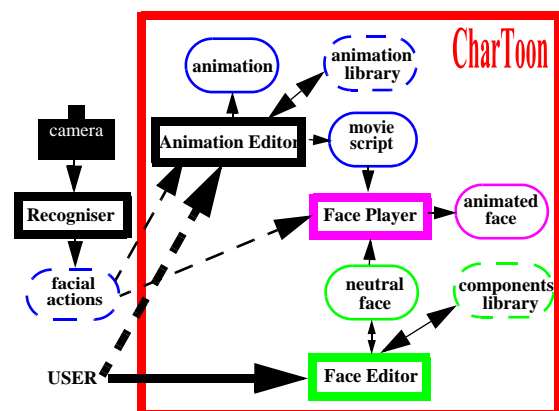 CharToon
animation
animation
library
camera
Animation Editor
movie
script
Recogniser
Face Player
animated
face
facial
actions
neutral
face
components
library
USER
Face Editor